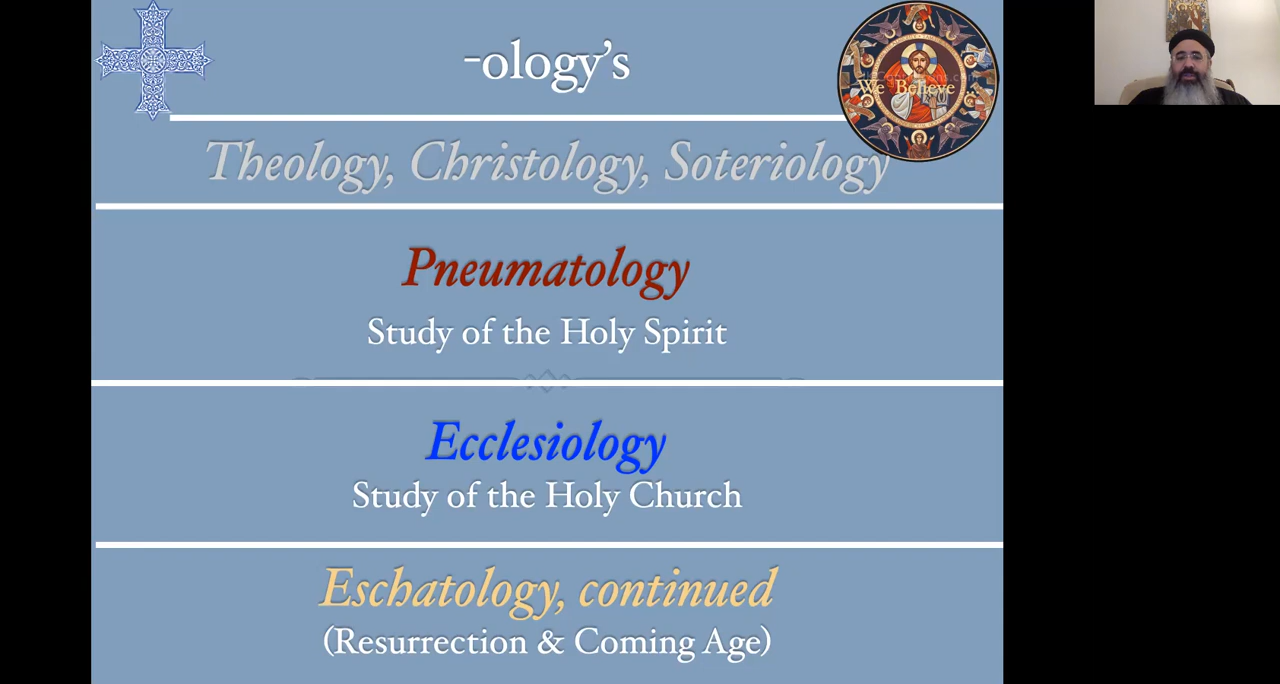 -ology's
We Believe ...
Theology, Christology, Soteriology
Pneumatology
Study of the Holy Spirit
Ecclesiology
Study of the Holy Church
Eschatology, continued
(Resurrection & Coming Age)